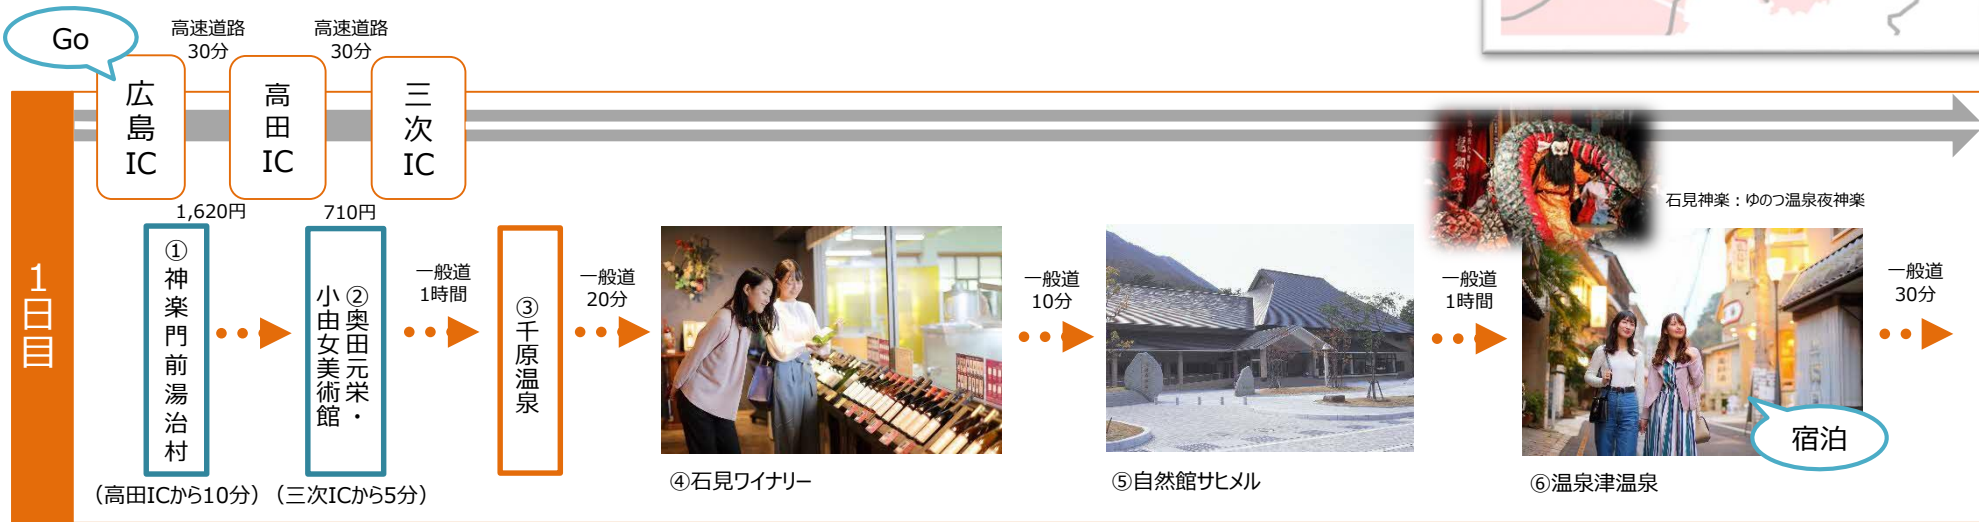 Go
高速道路
30分
高速道路
30分
広島IC
高田IC
三次IC
1,620円
710円
1日目
①神楽門前湯治村
(高田ICから10分)
②奥田元栄・
小由女美術館
(三次ICから5分)
一般道
1時間
③千原温泉
一般道
20分
④石見ワイナリー
一般道
10分
⑤自然館サヒメル
一般道
1時間
石見神楽：ゆのつ温泉夜神楽
⑥温泉津温泉
宿泊
一般道
30分